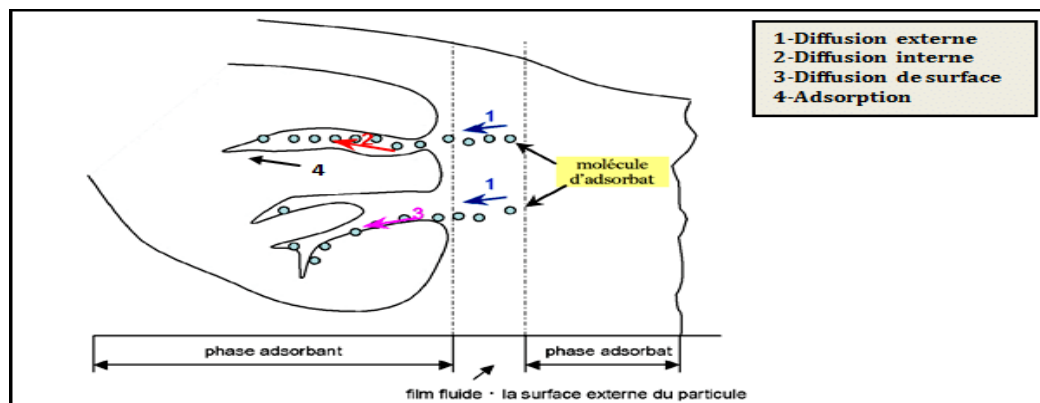 1-Diffusion externe
2-Diffusion interne
3-Diffusion de surface
4-Adsorption
1
2
4
molécule
d'adsorbat
1
3
phase adsorbant
phase adsorbat
film fluide · la surface externe du particule